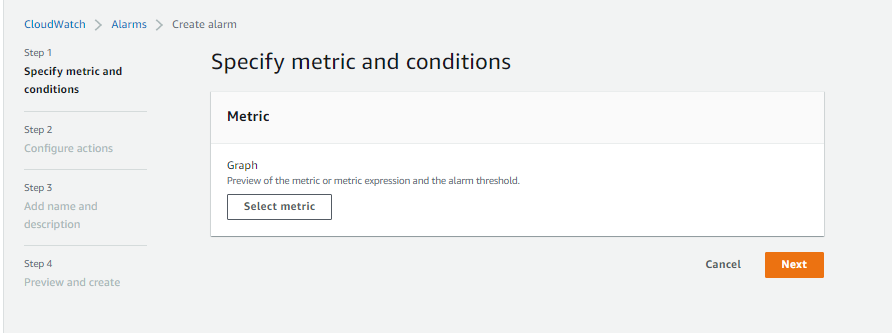 CloudWatch > Alarms > Create alarm
Step 1
Specify metric and
conditions
Step 2
Configure actions
Step 3
Add name and
description
Step 4
Preview and create
Specify metric and conditions
Metric
Graph
Preview of the metric or metric expression and the alarm threshold.
Select metric
Cancel Next